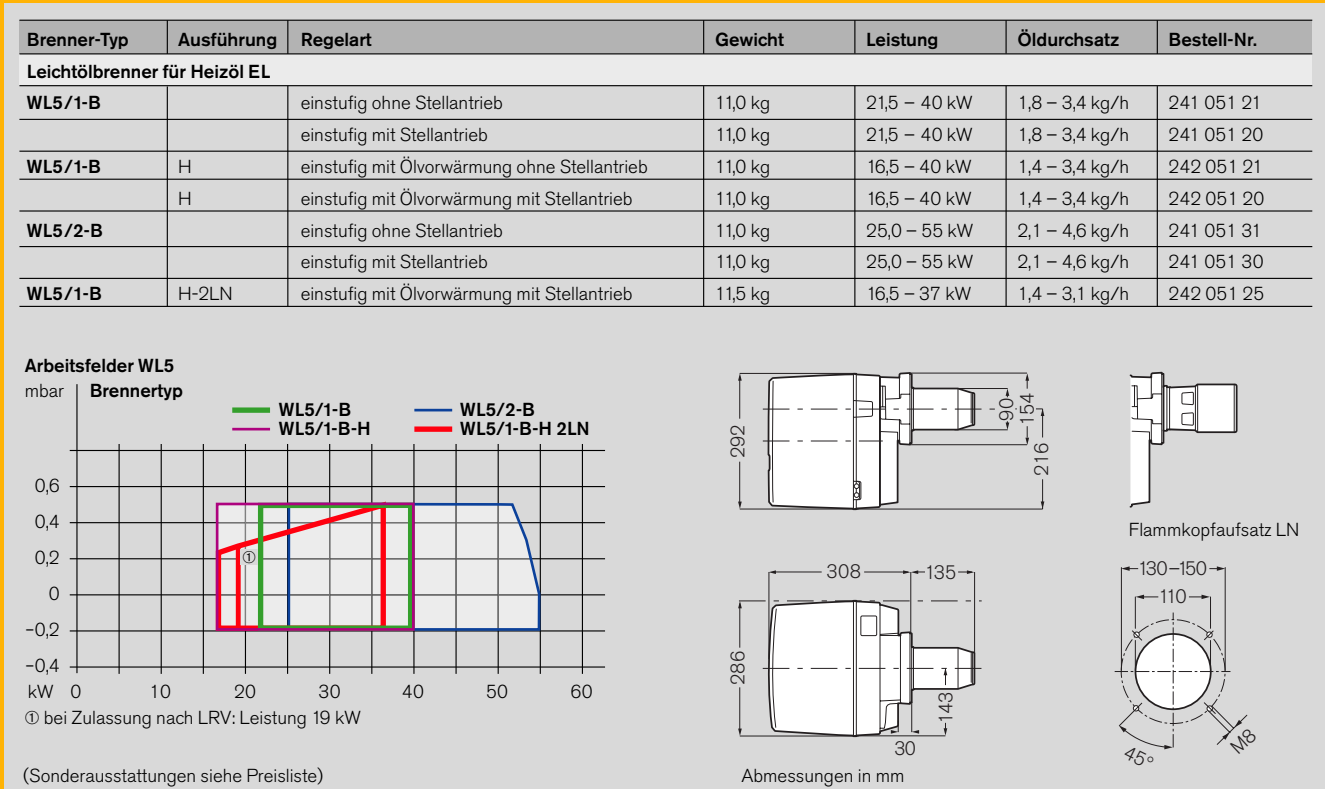 Brenner-Typ Ausführung Regelart Gewicht Leistung Öldurchsatz Bestell-Nr.
Leichtölbrenner für Heizöl EL
WL5/1-B einstufig ohne Stellantrieb 11,0 kg 21,5 – 40 kW 1,8 – 3,4 kg/h 241 051 21
einstufig mit Stellantrieb 11,0 kg 21,5 – 40 kW 1,8 – 3,4 kg/h 241 051 20
WL5/1-B H einstufig mit Ölvorwärmung ohne Stellantrieb 11,0 kg 16,5 – 40 kW 1,4 – 3,4 kg/h 242 051 21
H einstufig mit Ölvorwärmung mit Stellantrieb 11,0 kg 16,5 – 40 kW 1,4 – 3,4 kg/h 242 051 20
WL5/2-B einstufig ohne Stellantrieb 11,0 kg 25,0 – 55 kW 2,1 – 4,6 kg/h 241 051 31
einstufig mit Stellantrieb 11,0 kg 25,0 – 55 kW 2,1 – 4,6 kg/h 241 051 30
WL5/1-B H-2LN einstufig mit Ölvorwärmung mit Stellantrieb 11,5 kg 16,5 – 37 kW 1,4 – 3,1 kg/h 242 051 25
Arbeitsfelder WL5
mbar Brennertyp
WL5/1-B WL5/2-B
WL5/1-B-H WL5/1-B-H 2LN
0,6
0,4
0,2
0
–0,2
–0,4
①
kW 0 10 20 30 40 50 60
① bei Zulassung nach LRV: Leistung 19 kW
(Sonderausstattungen siehe Preisliste)
292
90
154
216
Flammkopfaufsatz LN
308 135
286
143
30
130–150
110
45°
M8
Abmessungen in mm